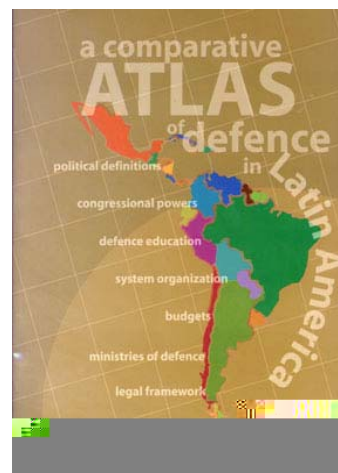 a comparative
ATLAS
of defence
in Latin America
political definitions
congressional powers
defence education
system organization
budgets
ministries of defence
legal framework